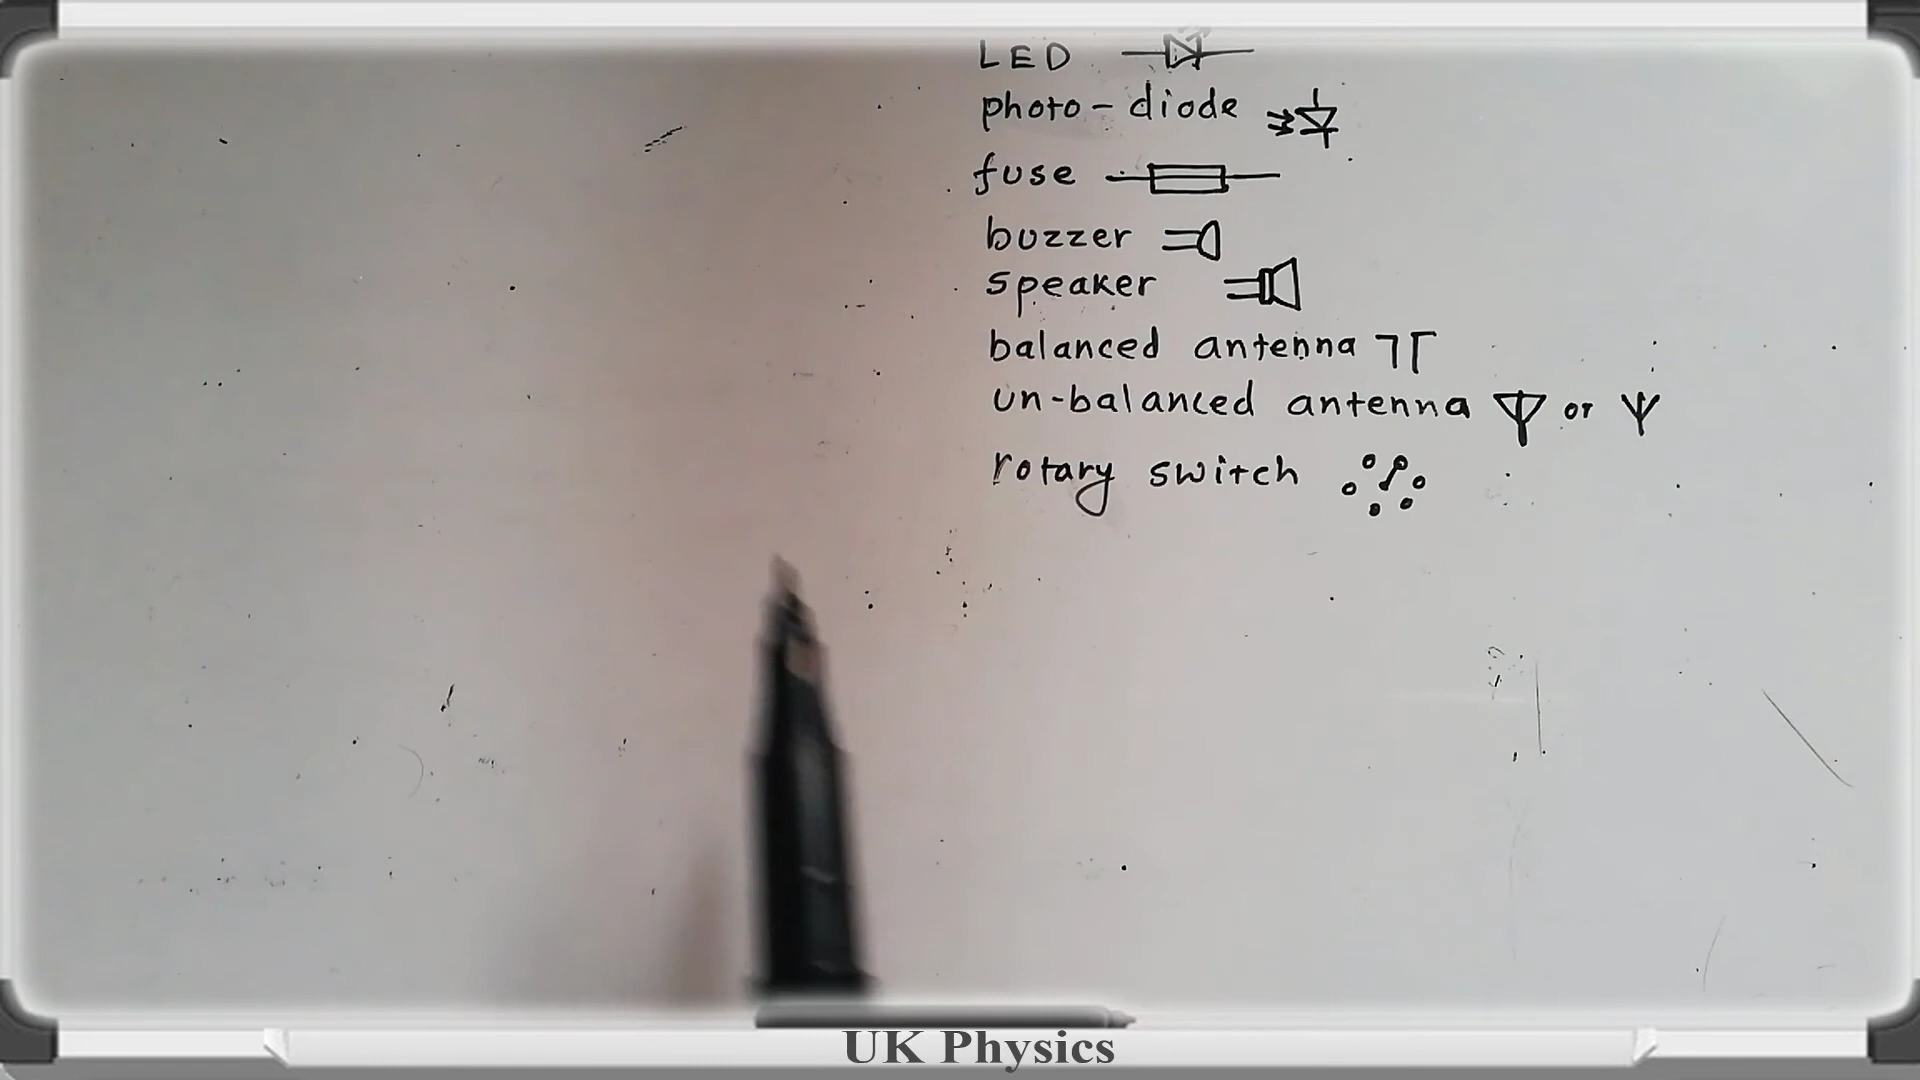 LED
photo-diode
fuse
buzzer
speaker
balanced antenna
un-balanced antenna or
rotary switch
UK Physics